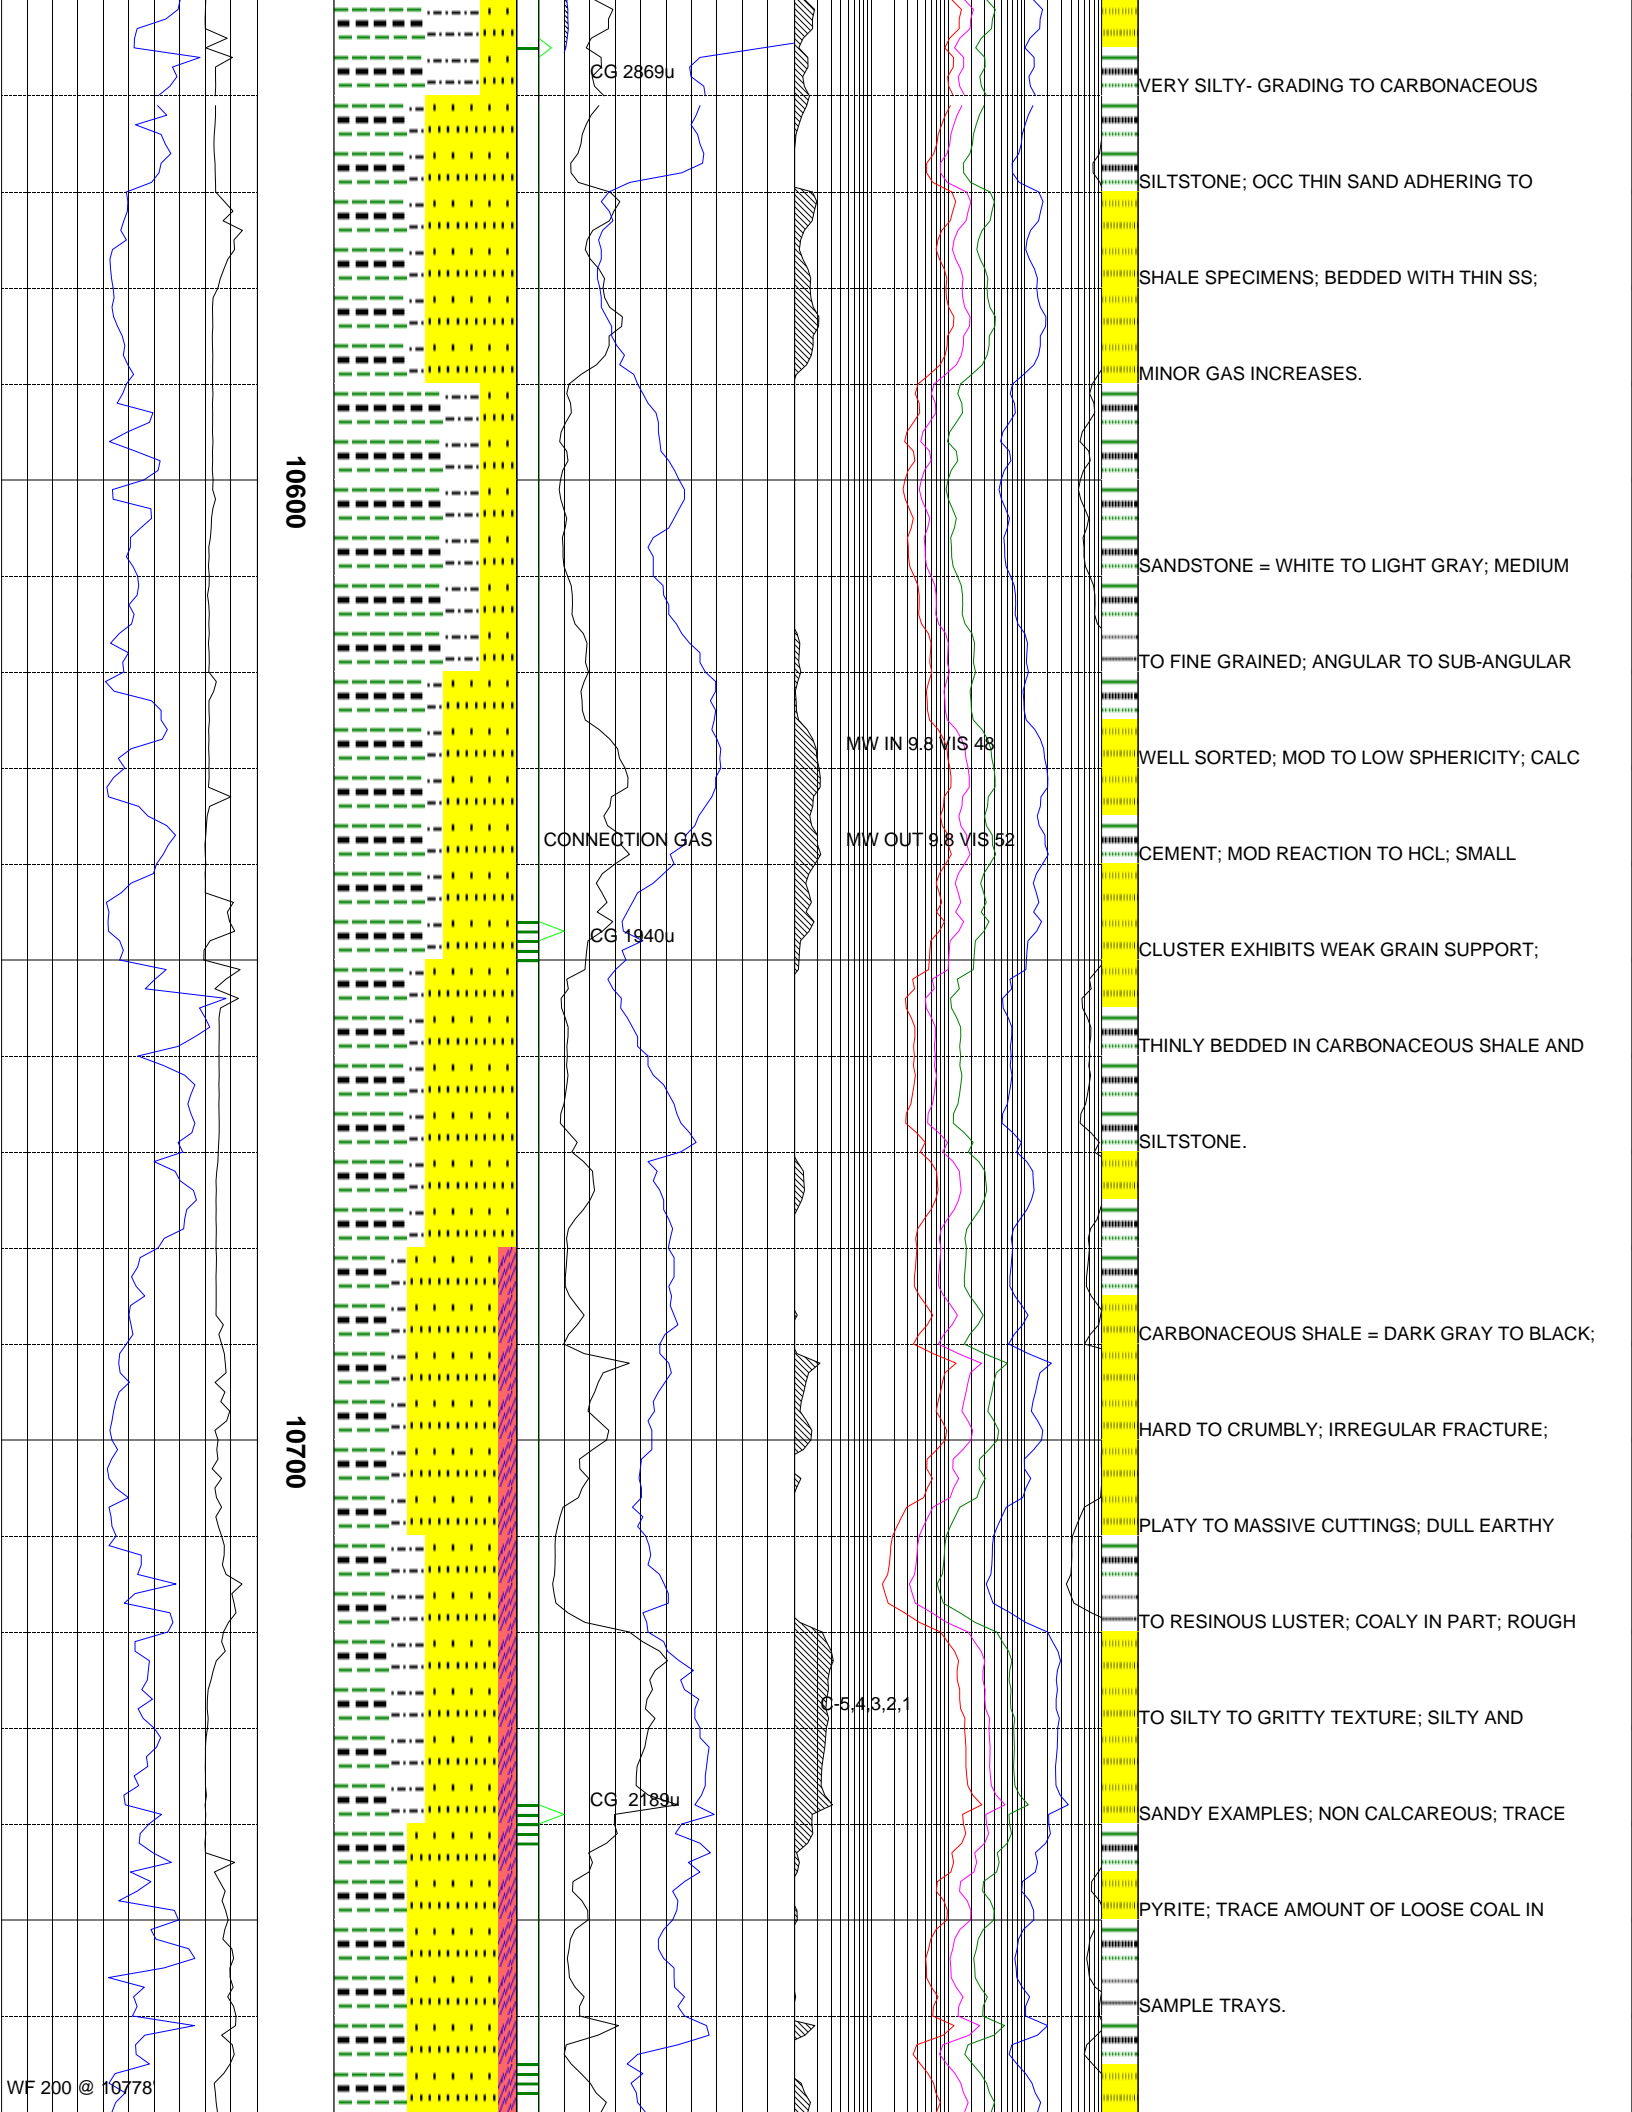 CG 2869u
VERY SILTY- GRADING TO CARBONACEOUS
SILTSTONE; OCC THIN SAND ADHERING TO
SHALE SPECIMENS; BEDDED WITH THIN SS;
MINOR GAS INCREASES.
10600
SANDSTONE = WHITE TO LIGHT GRAY; MEDIUM
TO FINE GRAINED; ANGULAR TO SUB-ANGULAR
MW IN 9.8 VIS 48
WELL SORTED; MOD TO LOW SPHERICITY; CALC
CONNECTION GAS
MW OUT 9.8 VIS 52
CEMENT; MOD REACTION TO HCL; SMALL
CG 1940u
CLUSTER EXHIBITS WEAK GRAIN SUPPORT;
THINLY BEDDED IN CARBONACEOUS SHALE AND
SILTSTONE.
CARBONACEOUS SHALE = DARK GRAY TO BLACK;
10700
HARD TO CRUMBLY; IRREGULAR FRACTURE;
PLATY TO MASSIVE CUTTINGS; DULL EARTHY
TO RESINOUS LUSTER; COALY IN PART; ROUGH
C-5,4,3,2,1
TO SILTY TO GRITTY TEXTURE; SILTY AND
CG 2189u
SANDY EXAMPLES; NON CALCAREOUS; TRACE
PYRITE; TRACE AMOUNT OF LOOSE COAL IN
SAMPLE TRAYS.
WF 200 @ 10778'